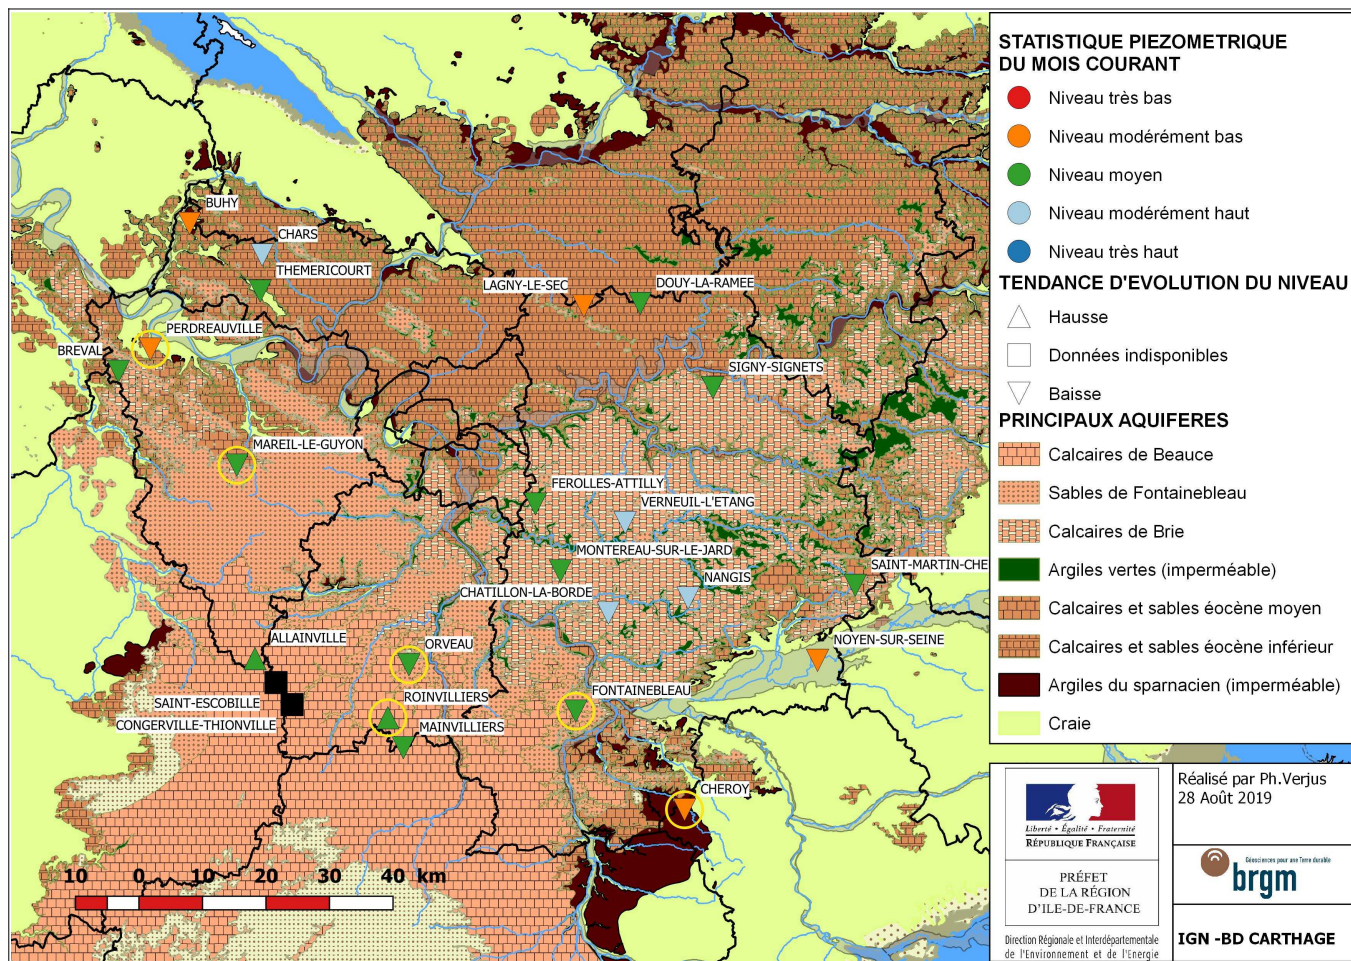 BUHY
CHARS
THEMERICOURT
LAGNY-LE-SEC
DOUY-LA-RAMEE
PERDREAUVILLE
BREVAL
SIGNY-SIGNETS
MAREIL-LE-GUYON
FEROLLES-ATTILLY
VERNEUIL-L'ETANG
MONTEREAU-SUR-LE-JARD
SAINT-MARTIN-CHE
NANGIS
CHATILLON-LA-BORDE
ALLAINVILLE
ORVEAU
NOYEN-SUR-SEINE
SAINT-ESCOBILLE
ROINVILLIERS
FONTAINEBLEAU
CONGERVILLE-THIONVILLE
MAINVILLIERS
CHEROY
10 0 10 20 30 40 km
STATISTIQUE PIEZOMETRIQUE
DU MOIS COURANT
Niveau très bas
Niveau modérément bas
Niveau moyen
Niveau modérément haut
Niveau très haut
TENDANCE D'EVOLUTION DU NIVEAU
Hausse
Données indisponibles
Baisse
PRINCIPAUX AQUIFERES
Calcaires de Beauce
Sables de Fontainebleau
Calcaires de Brie
Argiles vertes (imperméable)
Calcaires et sables éocène moyen
Calcaires et sables éocène inférieur
Argiles du sparnacien (imperméable)
Craie
Liberté • Égalité • Fraternité
RÉPUBLIQUE FRANÇAISE
PRÉFET
DE LA RÉGION
D'ILE-DE-FRANCE
Direction Régionale et Interdépartementale
de l'Environnement et de l'Energie
Réalisé par Ph.Verjus
28 Août 2019
Géosciences pour une Terre durable
brgm
IGN -BD CARTHAGE